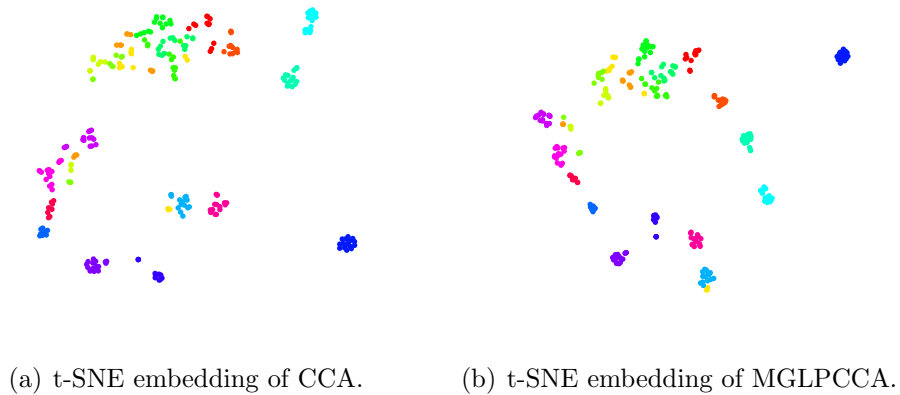 (a) t-SNE embedding of CCA.
(b) t-SNE embedding of MGLPCCA.